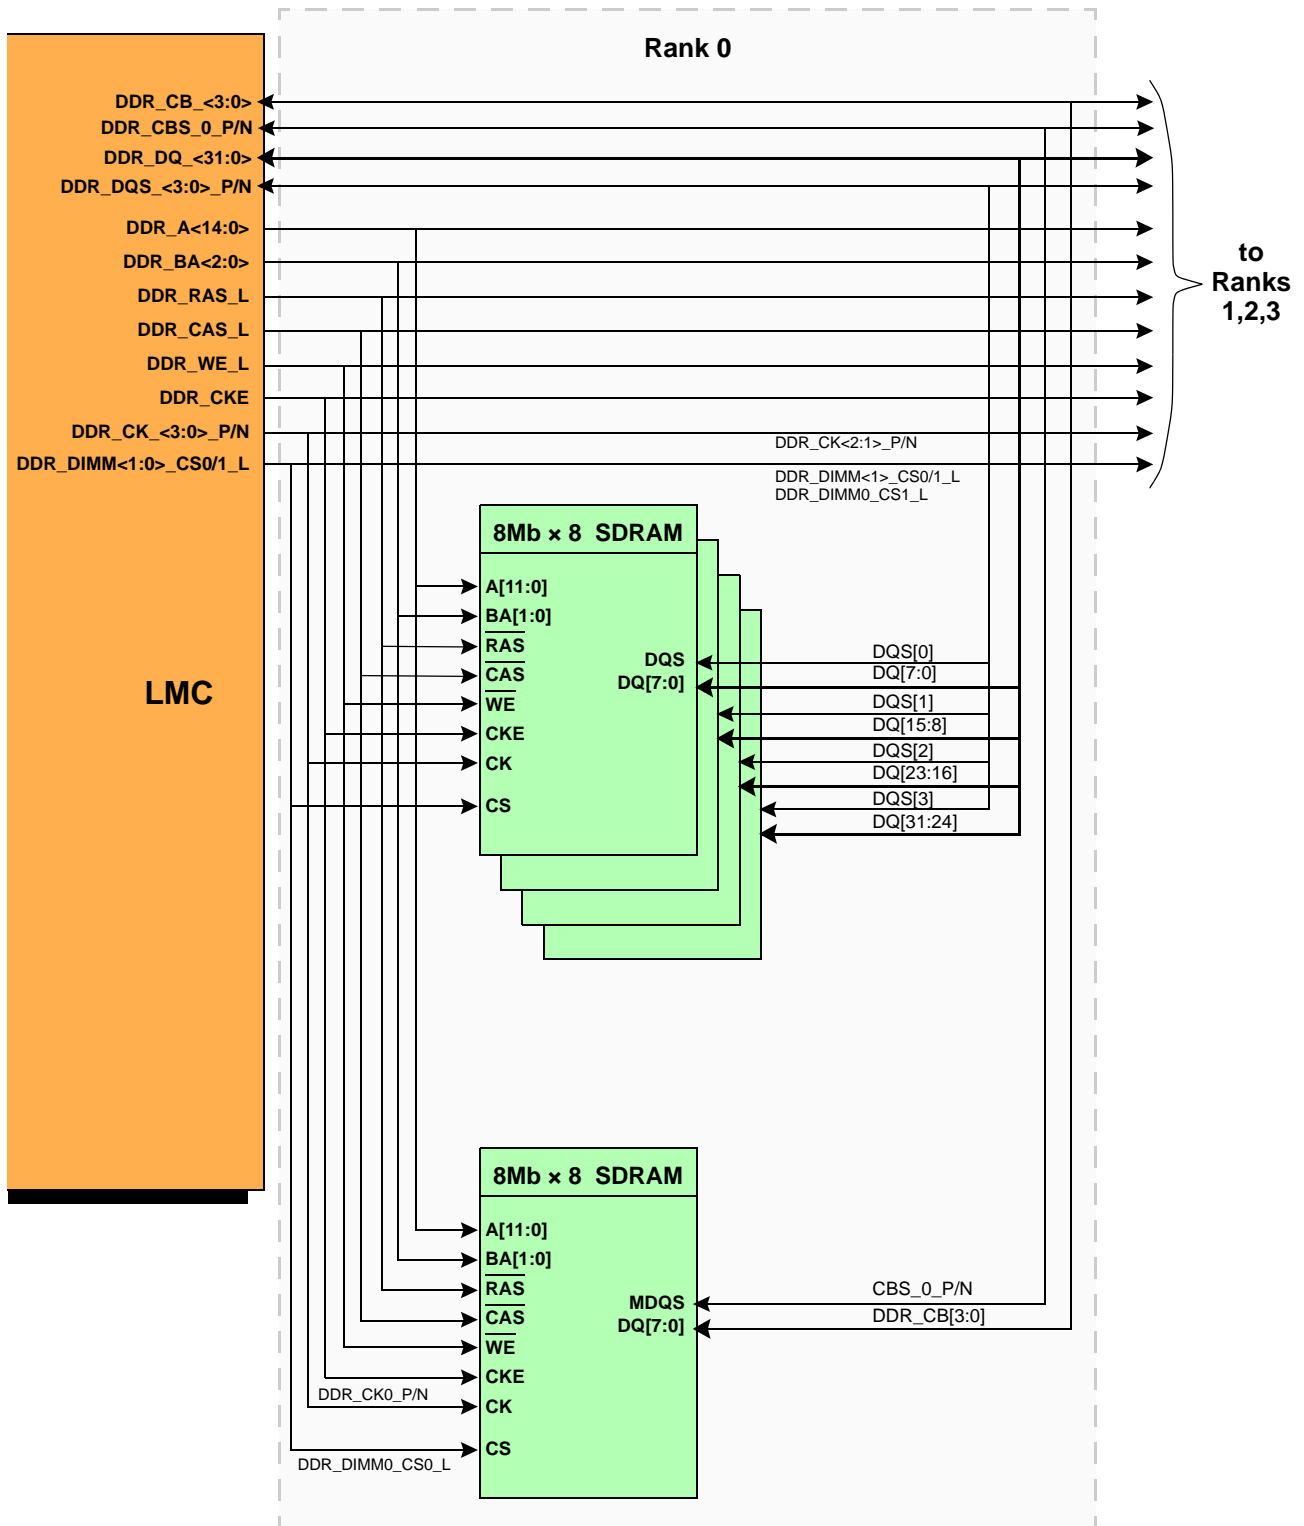 Rank 0
DDR_CB_<3:0>
DDR_CBS_0_P/N
DDR_DQ_<31:0>
DDR_DQS_<3:0>_P/N
DDR_A<14:0>
DDR_BA<2:0>
DDR_RAS_L
DDR_CAS_L
DDR_WE_L
DDR_CKE
DDR_CK_<3:0>_P/N
DDR_DIMM<1:0>_CS0/1_L
LMC
to
Ranks
1,2,3
DDR_CK<2:1>_P/N
DDR_DIMM<1>_CS0/1_L
DDR_DIMM0_CS1_L
8Mb × 8 SDRAM
A[11:0]
BA[1:0]
RAS
CAS
WE
CKE
CK
CS
DQS
DQ[7:0]
DQS[0]
DQ[7:0]
DQS[1]
DQ[15:8]
DQS[2]
DQ[23:16]
DQS[3]
DQ[31:24]
8Mb × 8 SDRAM
A[11:0]
BA[1:0]
RAS
CAS
WE
CKE
CK
CS
MDQS
DQ[7:0]
CBS_0_P/N
DDR_CB[3:0]
DDR_CK0_P/N
DDR_DIMM0_CS0_L